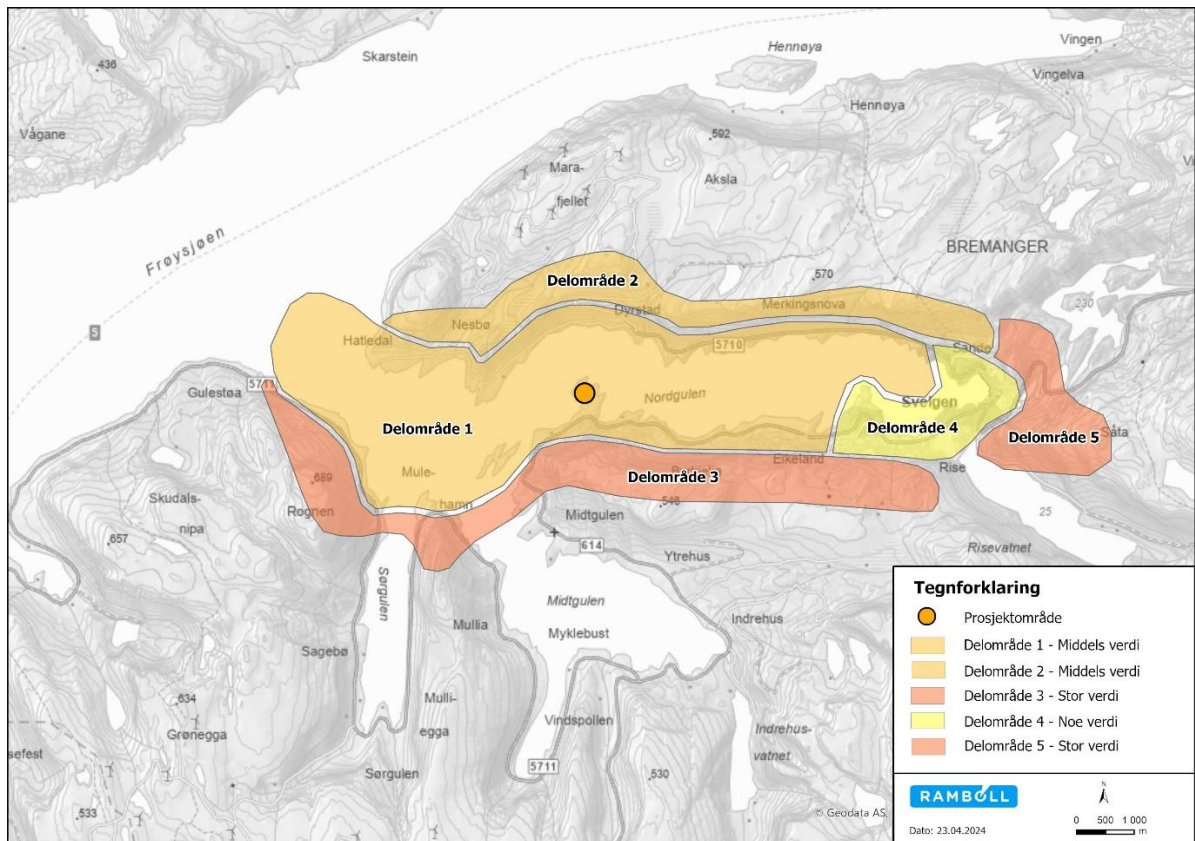 Vingen
Hennøya
Skarstein
Vingelva
436
Hennøya
Vågane
592
Mara-
fjellet
Aksla
Frøysjøen
BREMANGER
570
230
Delområde 2
Merkingsnova
Dyrstad
Nesbø
5
Hatledal
5710
Sande
5711
Gulestøa
Nordgulen
Svelgen
Delområde 1
Delområde 4
Delområde 5
Såta
Eikeland
Rise
Mule-
hamn
Delområde 3
689
Skudals-
nipa
Rognen
546
25
657
Midtgulen
614
Ytrehus
Risevatnet
Sørgulen
Midtgulen
Myklebust
Mullia
Indrehus
Sagebø
634
Grønegga
Mulli-
egga
Vindspollen
Indrehus-
vatnet
sefest
5711
Sørgulen
530
533
© Geodata AS,
Tegnforklaring
Prosjektområde
Delområde 1 - Middels verdi
Delområde 2 - Middels verdi
Delområde 3 - Stor verdi
Delområde 4 - Noe verdi
Delområde 5 - Stor verdi
RAMBOLL
N
0 500 1 000
m
Dato: 23.04.2024